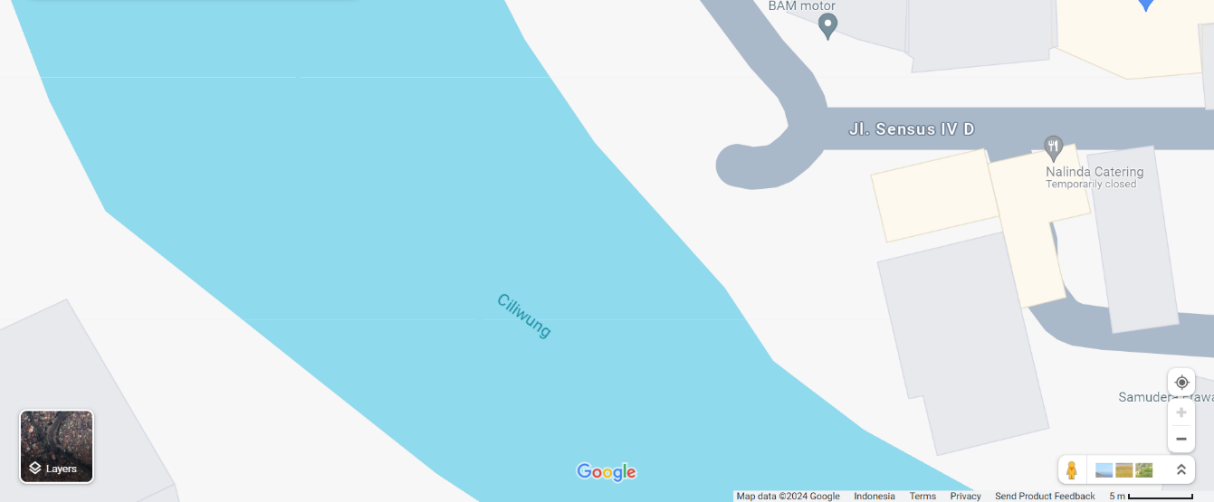 BAM motor
Jl. Sensus IV D
Nalinda Catering
Temporarily closed
Ciliwung
Samudera
Layers
Google
Map data ©2024 Google Indonesia Terms Privacy Send Product Feedback 5 m